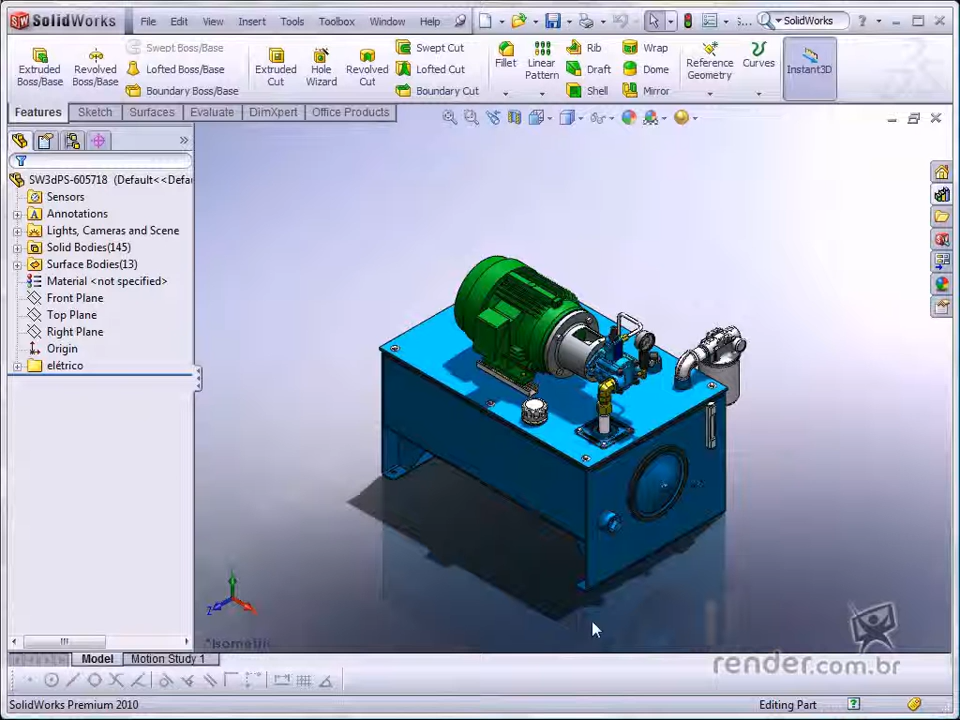 SolidWorks File Edit View Insert Tools Toolbox Window Help SolidWorks
Extruded Boss/Base
Revolved Boss/Base
Swept Boss/Base
Lofted Boss/Base
Boundary Boss/Base
Extruded Cut
Hole Wizard
Revolved Cut
Swept Cut
Lofted Cut
Boundary Cut
Fillet
Linear Pattern
Rib
Draft
Shell
Wrap
Dome
Mirror
Reference Geometry
Curves
Instant3D
Features Sketch Surfaces Evaluate DimXpert Office Products
SW3dPS-605718 (Default<<Defau
Sensors
Annotations
Lights, Cameras and Scene
Solid Bodies(145)
Surface Bodies(13)
Material <not specified>
Front Plane
Top Plane
Right Plane
Origin
elétrico
Z
*Isometric
render.com.br
Model Motion Study 1
SolidWorks Premium 2010 Editing Part